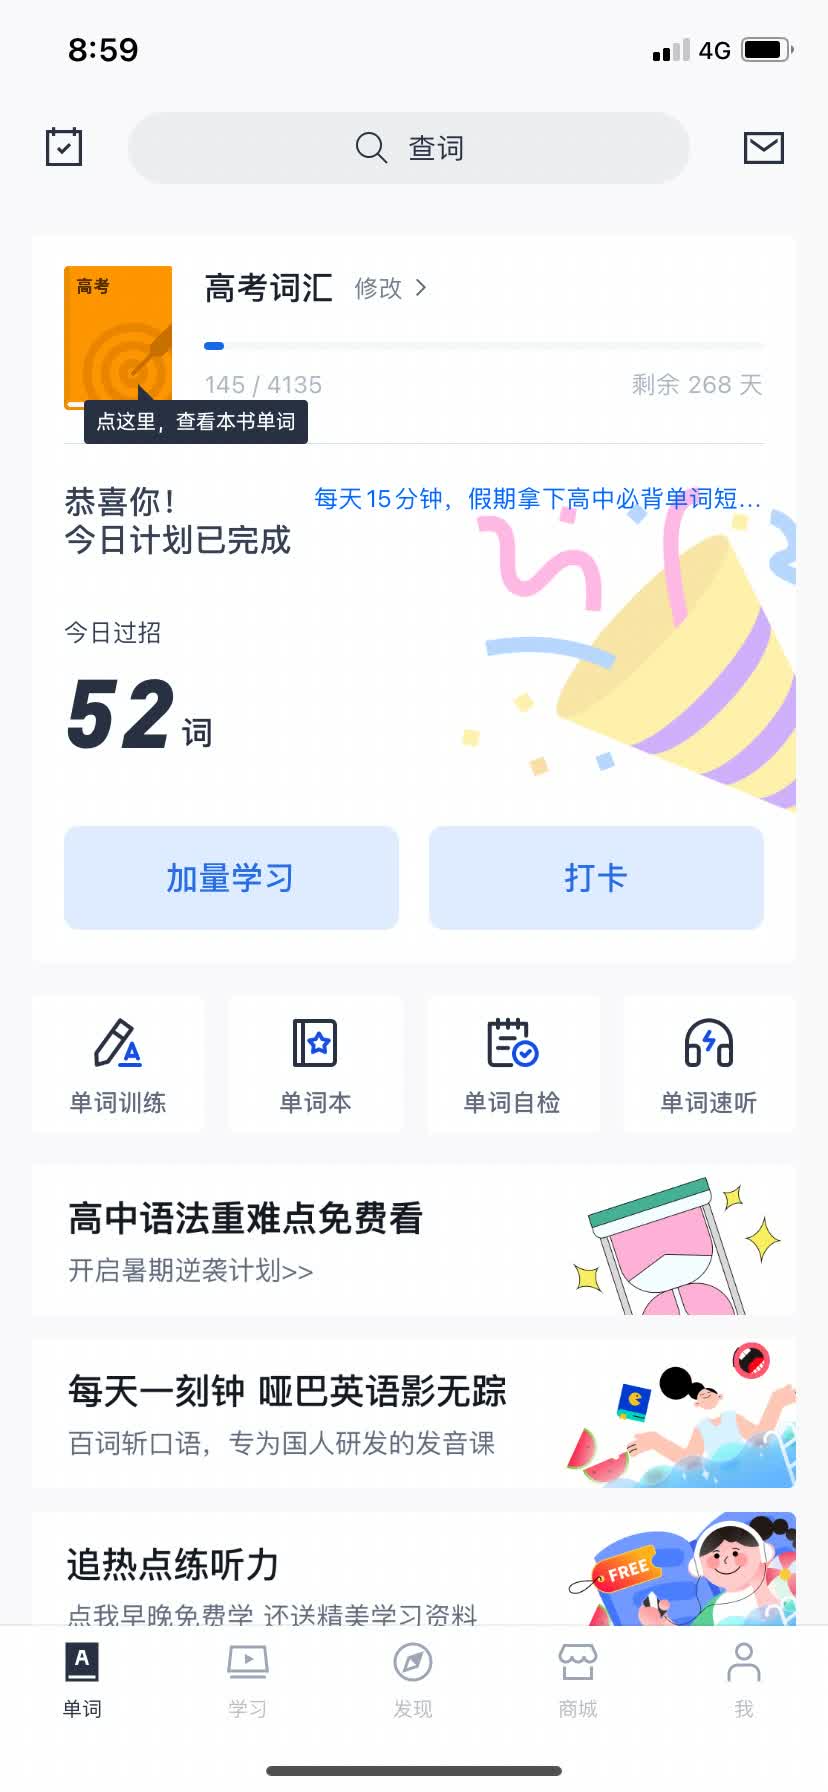 8:59
4G
查词
高考
高考词汇 修改
145 / 4135 剩余 268 天
点这里，查看本书单词
恭喜你！
今日计划已完成
每天15分钟，假期拿下高中必背单词短...
今日过招
52 词
加量学习
打卡
单词训练
单词本
单词自检
单词速听
高中语法重难点免费看
开启暑期逆袭计划>>
每天一刻钟 哑巴英语影无踪
百词斩口语，专为国人研发的发音课
追热点练听力
点我早晚免费学 还送精美学习资料
FREE
A
单词
学习
发现
商城
我